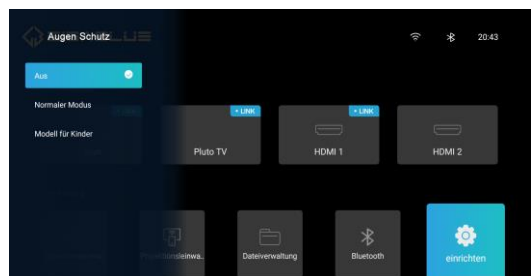 Augen Schutz
20:43
Aus
Normaler Modus
Modell für Kinder
+ LINK
+ LINK
Pluto TV
HDMI 1
HDMI 2
Dateiverwaltung
Bluetooth
einrichten